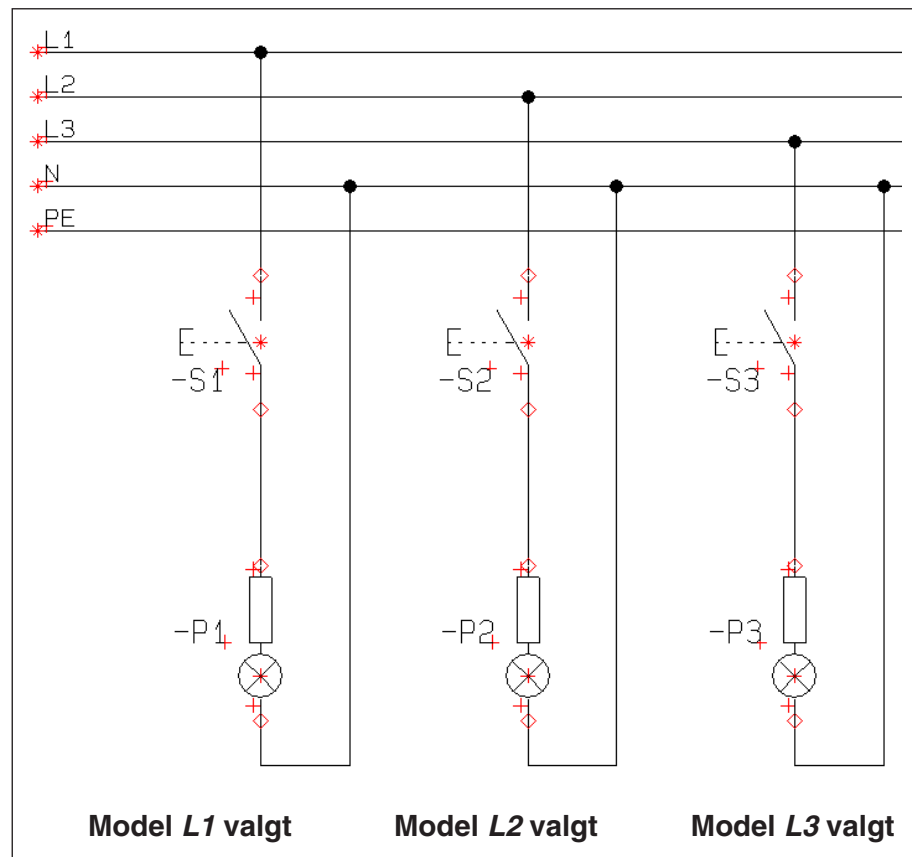 L1
L2
L3
N
PE
-S1 -S2 -S3
-P1 -P2 -P3
Model L1 valgt Model L2 valgt Model L3 valgt